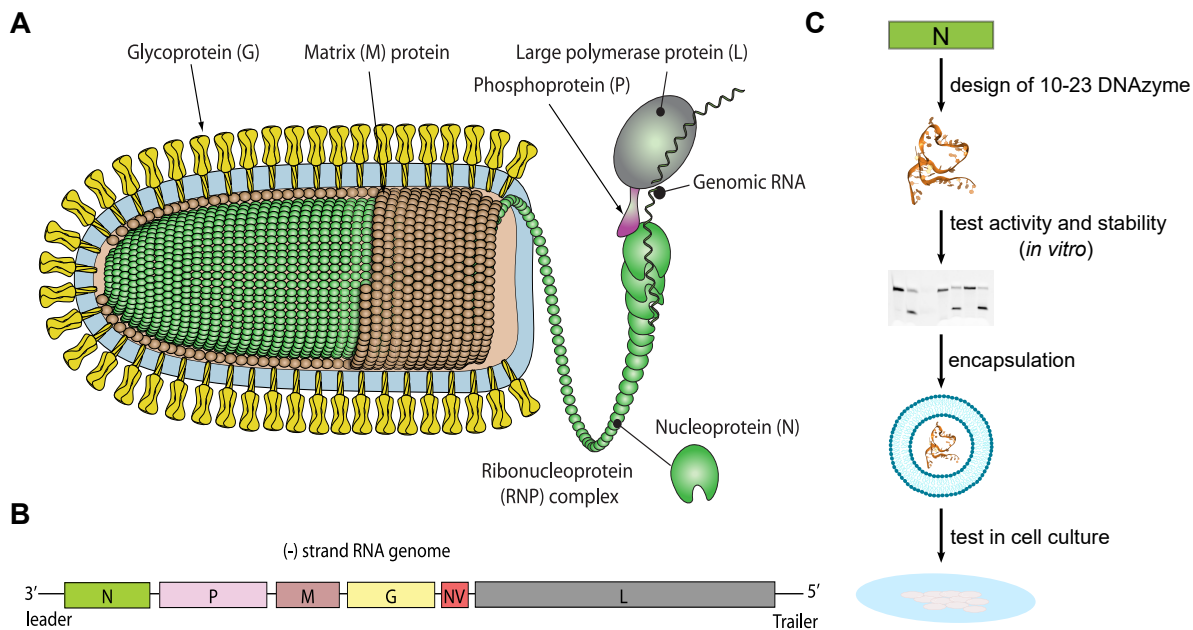 A
Glycoprotein (G)
Matrix (M) protein
Large polymerase protein (L)
Phosphoprotein (P)
Genomic RNA
Nucleoprotein (N)
Ribonucleoprotein
(RNP) complex
B
(-) strand RNA genome
3′ N P M G NV L 5′
leader Trailer
C
N
design of 10-23 DNAzyme
test activity and stability
(in vitro)
encapsulation
test in cell culture